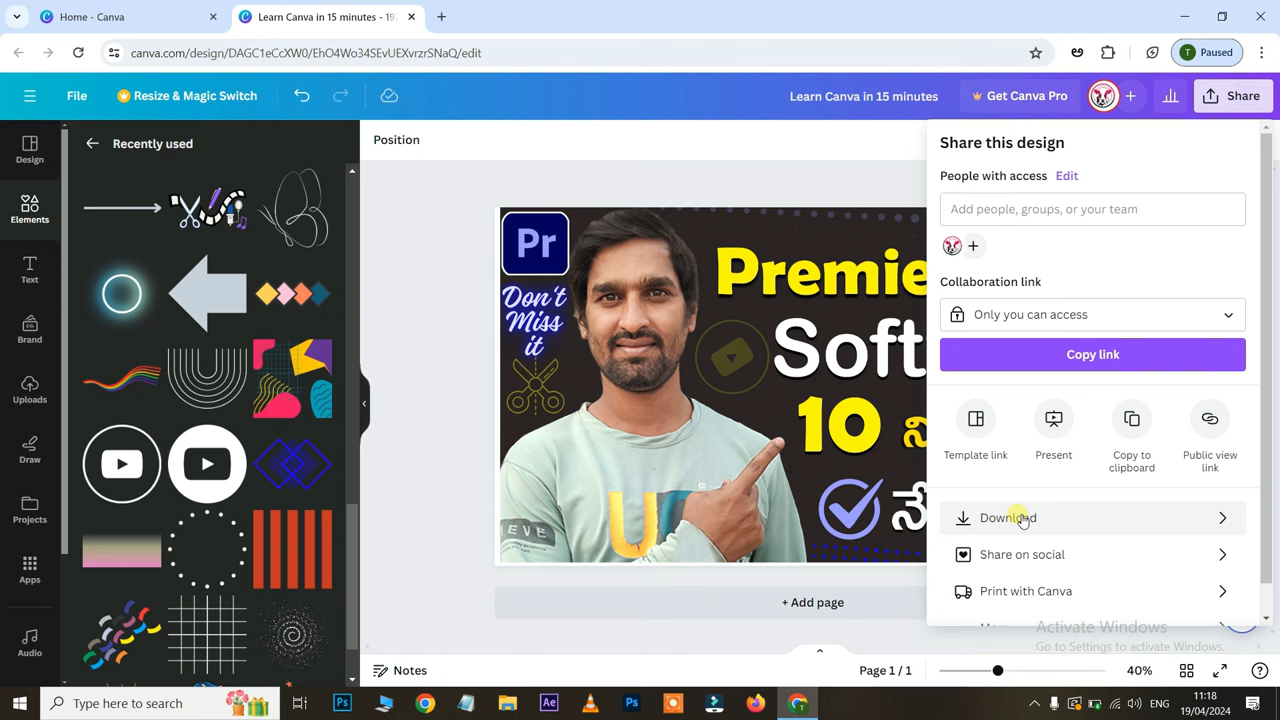 Home - Canva
Learn Canva in 15 minutes - 19
canva.com/design/DAGC1eCcXW0/EhO4Wo34SEvUEXvrzrSNaQ/edit
T Paused
File
Resize & Magic Switch
Learn Canva in 15 minutes
Get Canva Pro
Share
Design
Elements
Text
Brand
Uploads
Draw
Projects
Apps
Audio
Recently used
Position
Pr
Don't
Miss
it
Premie
Soft
10 ని
నే
+ Add page
Share this design
People with access Edit
Add people, groups, or your team
Collaboration link
Only you can access
Copy link
Template link
Present
Copy to
clipboard
Public view
link
Download
Share on social
Print with Canva
Activate Windows
Go to Settings to activate Windows.
Notes
Page 1 / 1
40%
Type here to search
Ps
Ae
Ps
ENG
11:18
19/04/2024